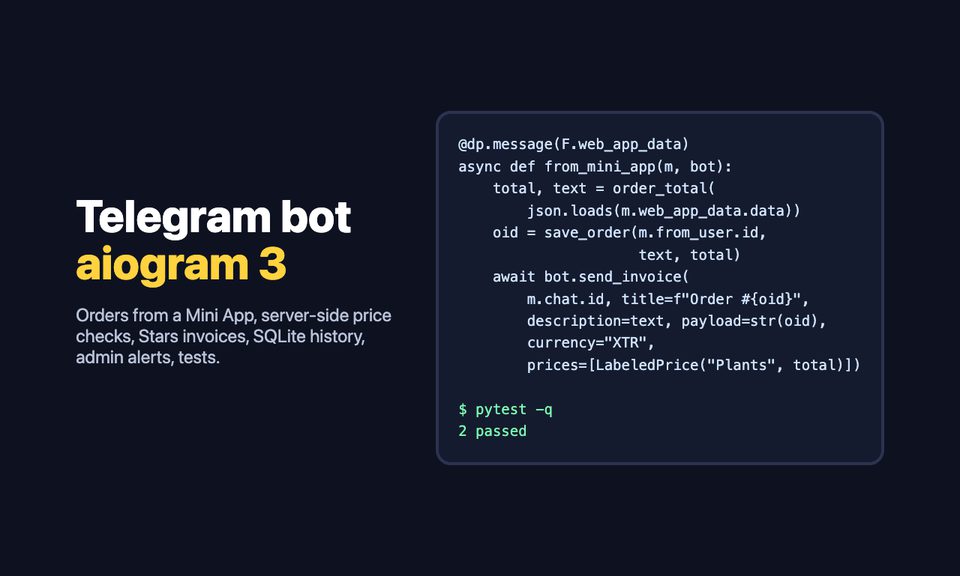 Telegram bot
aiogram 3
Orders from a Mini App, server-side price
checks, Stars invoices, SQLite history,
admin alerts, tests.
@dp.message(F.web_app_data)
async def from_mini_app(m, bot):
    total, text = order_total(
        json.loads(m.web_app_data.data))
    oid = save_order(m.from_user.id,
                     text, total)
    await bot.send_invoice(
        m.chat.id, title=f"Order #{oid}",
        description=text, payload=str(oid),
        currency="XTR",
        prices=[LabeledPrice("Plants", total)])
$ pytest -q
2 passed